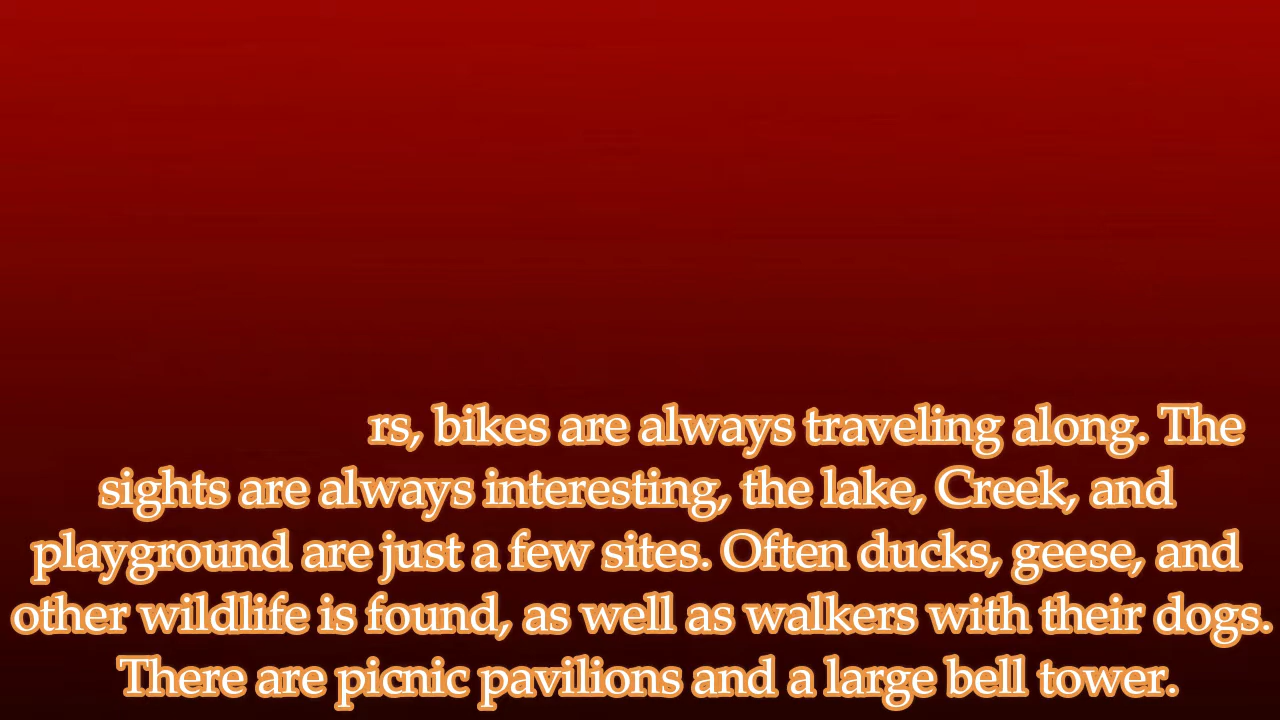 rs, bikes are always traveling along. The
sights are always interesting, the lake, Creek, and
playground are just a few sites. Often ducks, geese, and
other wildlife is found, as well as walkers with their dogs.
There are picnic pavilions and a large bell tower.